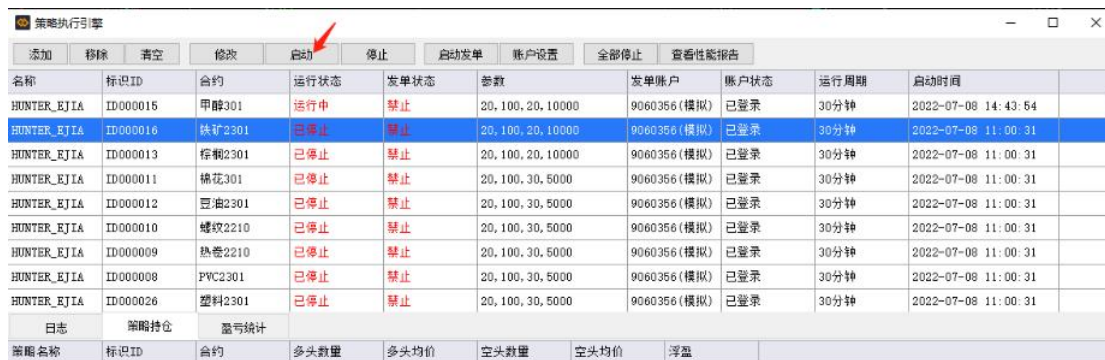 策略执行引擎
添加 移除 清空 修改 启动 停止 启动发单 账户设置 全部停止 查看性能报告
名称 标识ID 合约 运行状态 发单状态 参数 发单账户 账户状态 运行周期 启动时间
HUNTER_EJIA ID000015 甲醇301 运行中 禁止 20,100,20,10000 9060356(模拟) 已登录 30分钟 2022-07-08 14:43:54
HUNTER_EJIA ID000016 铁矿2301 已停止 禁止 20,100,20,10000 9060356(模拟) 已登录 30分钟 2022-07-08 11:00:31
HUNTER_EJIA ID000013 棕榈2301 已停止 禁止 20,100,20,10000 9060356(模拟) 已登录 30分钟 2022-07-08 11:00:31
HUNTER_EJIA ID000011 棉花301 已停止 禁止 20,100,30,5000 9060356(模拟) 已登录 30分钟 2022-07-08 11:00:31
HUNTER_EJIA ID000012 豆油2301 已停止 禁止 20,100,30,5000 9060356(模拟) 已登录 30分钟 2022-07-08 11:00:31
HUNTER_EJIA ID000010 螺纹2210 已停止 禁止 20,100,30,5000 9060356(模拟) 已登录 30分钟 2022-07-08 11:00:31
HUNTER_EJIA ID000009 热卷2210 已停止 禁止 20,100,30,5000 9060356(模拟) 已登录 30分钟 2022-07-08 11:00:31
HUNTER_EJIA ID000008 PVC2301 已停止 禁止 20,100,30,5000 9060356(模拟) 已登录 30分钟 2022-07-08 11:00:31
HUNTER_EJIA ID000026 塑料2301 已停止 禁止 20,100,30,5000 9060356(模拟) 已登录 30分钟 2022-07-08 11:00:31
日志 策略持仓 盈亏统计
策略名称 标识ID 合约 多头数量 多头均价 空头数量 空头均价 浮盈